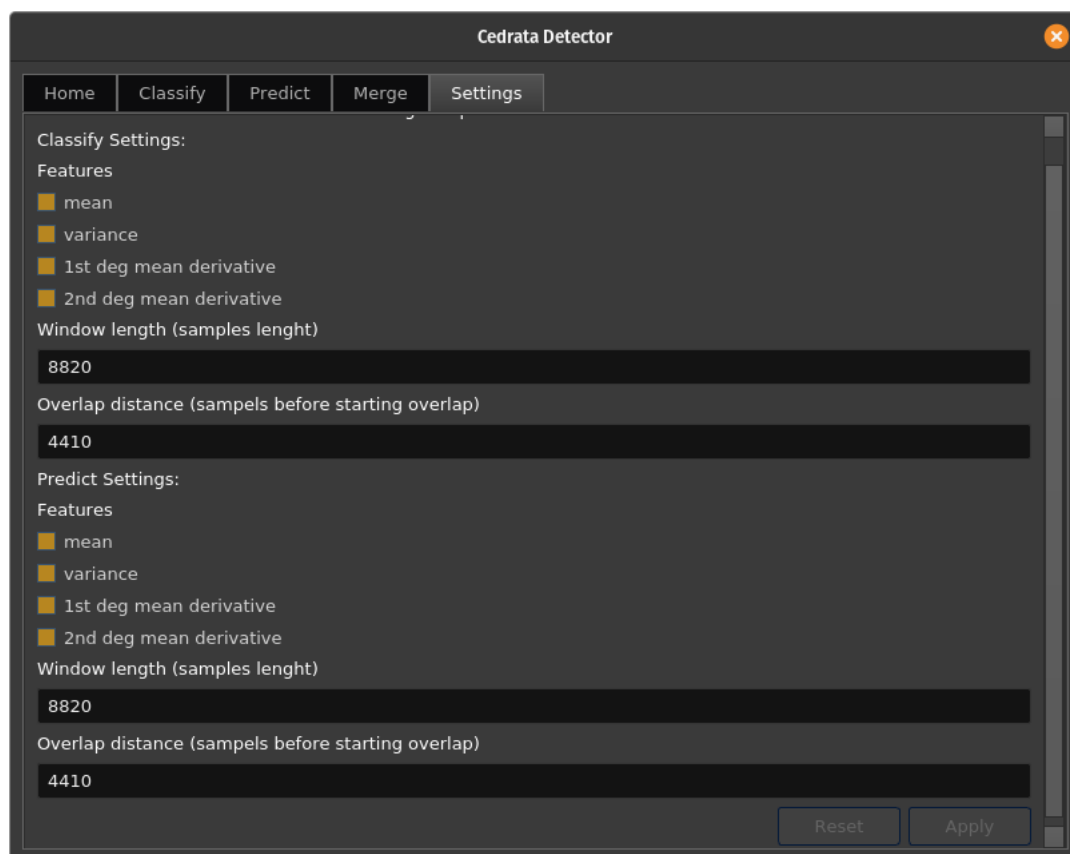 Cedrata Detector
Home Classify Predict Merge Settings
Classify Settings:
Features
mean
variance
1st deg mean derivative
2nd deg mean derivative
Window length (samples lenght)
8820
Overlap distance (sampels before starting overlap)
4410
Predict Settings:
Features
mean
variance
1st deg mean derivative
2nd deg mean derivative
Window length (samples lenght)
8820
Overlap distance (sampels before starting overlap)
4410
Reset Apply